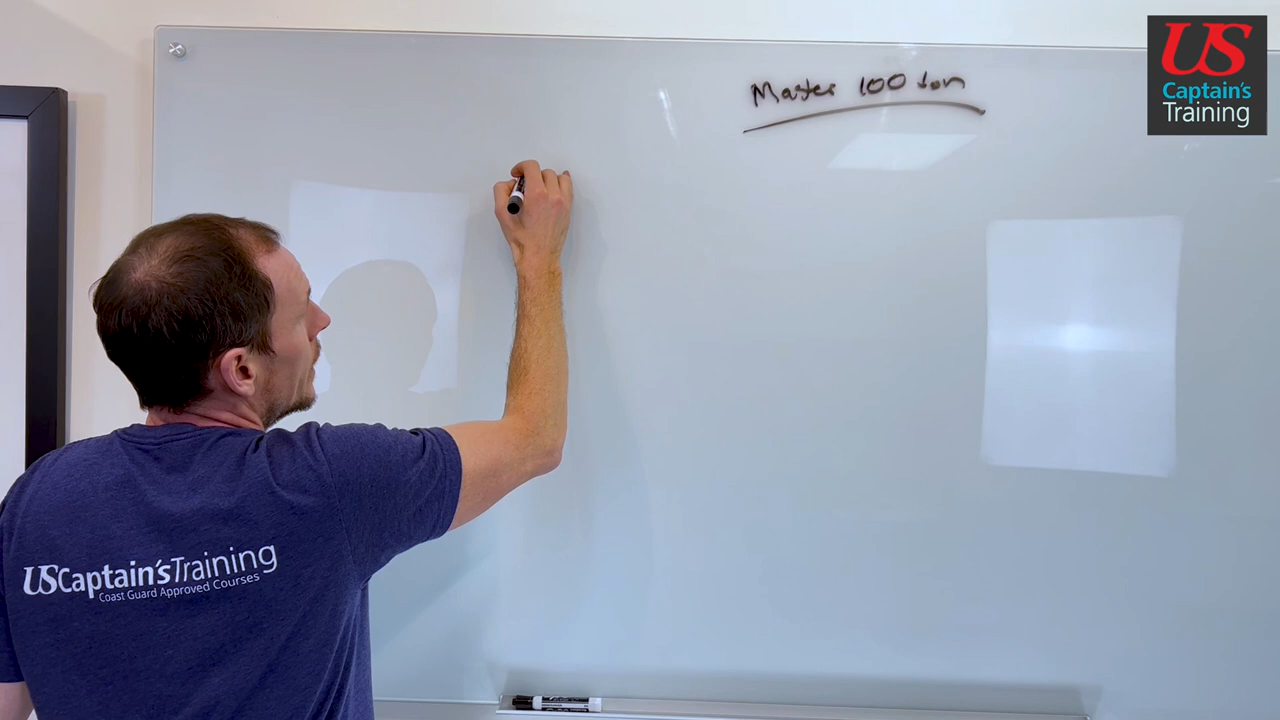 Master 100 ton
US
Captain's
Training
USCaptain'sTraining
Coast Guard Approved Courses